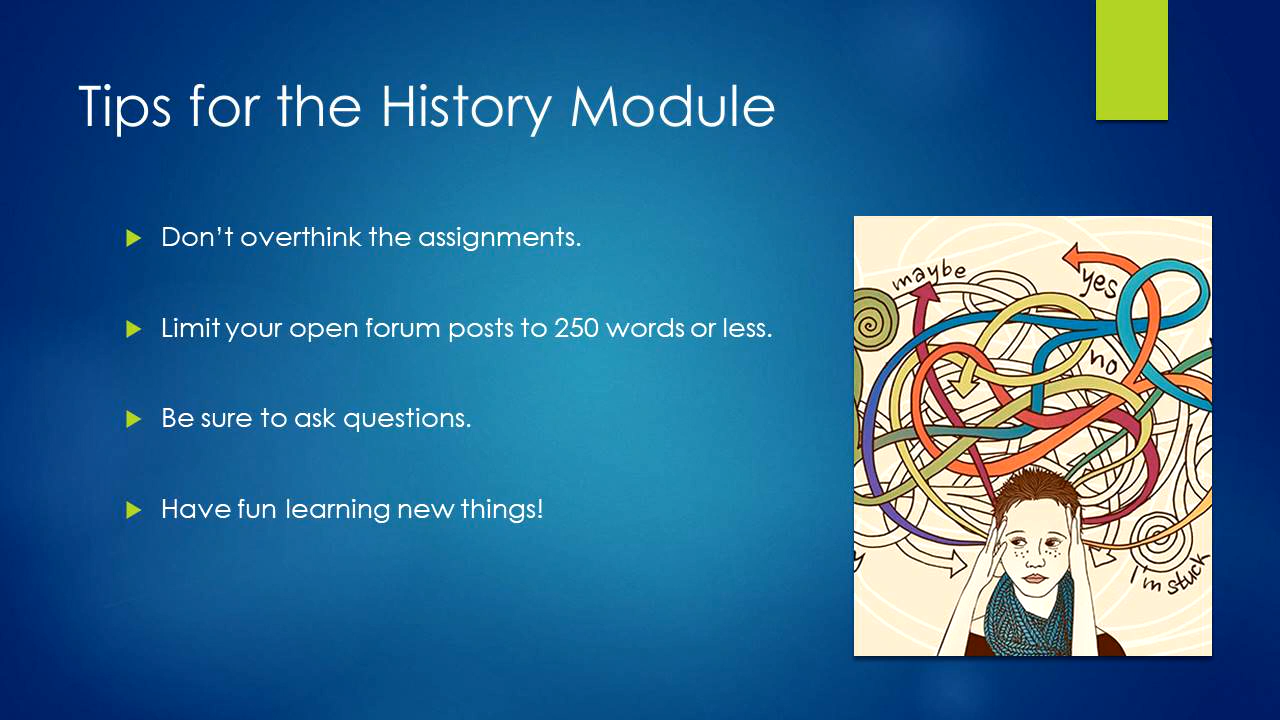 Tips for the History Module
Don't overthink the assignments.
Limit your open forum posts to 250 words or less.
Be sure to ask questions.
Have fun learning new things!
maybe
yes
no
I'm stuck